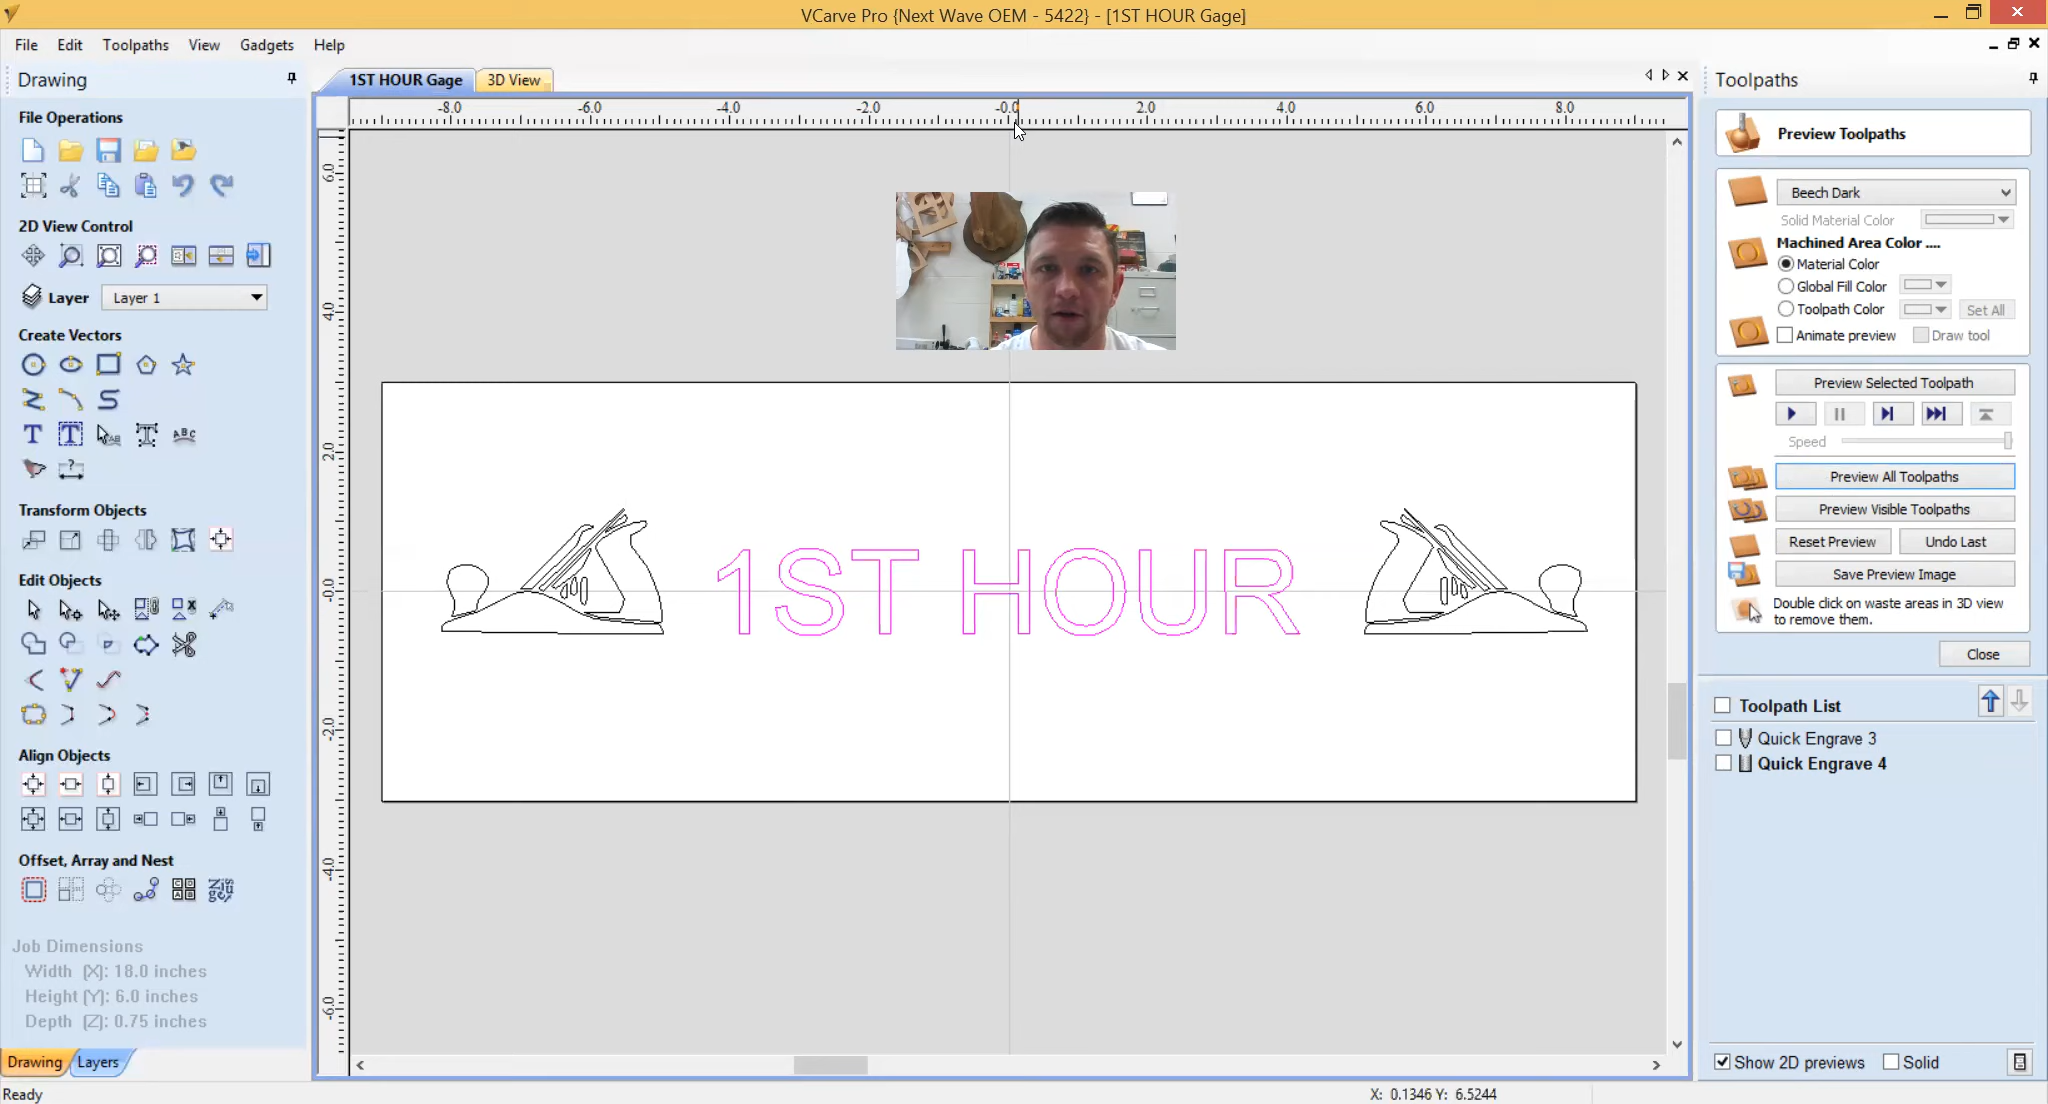 VCarve Pro {Next Wave OEM - 5422} - [1ST HOUR Gage]
File Edit Toolpaths View Gadgets Help
Drawing
File Operations
2D View Control
Layer Layer 1
Create Vectors
Transform Objects
Edit Objects
Align Objects
Offset, Array and Nest
Job Dimensions
Width (X): 18.0 inches
Height (Y): 6.0 inches
Depth (Z): 0.75 inches
Drawing Layers
Ready
1ST HOUR Gage 3D View
-8.0 -6.0 -4.0 -2.0 -0.0 2.0 4.0 6.0 8.0
6.0
4.0
2.0
-0.0
-2.0
-4.0
-6.0
1ST HOUR
X: 0.1346 Y: 6.5244
Toolpaths
Preview Toolpaths
Beech Dark
Solid Material Color
Machined Area Color ....
Material Color
Global Fill Color
Toolpath Color Set All
Animate preview Draw tool
Preview Selected Toolpath
Speed
Preview All Toolpaths
Preview Visible Toolpaths
Reset Preview Undo Last
Save Preview Image
Double click on waste areas in 3D view
to remove them.
Close
Toolpath List
Quick Engrave 3
Quick Engrave 4
Show 2D previews Solid